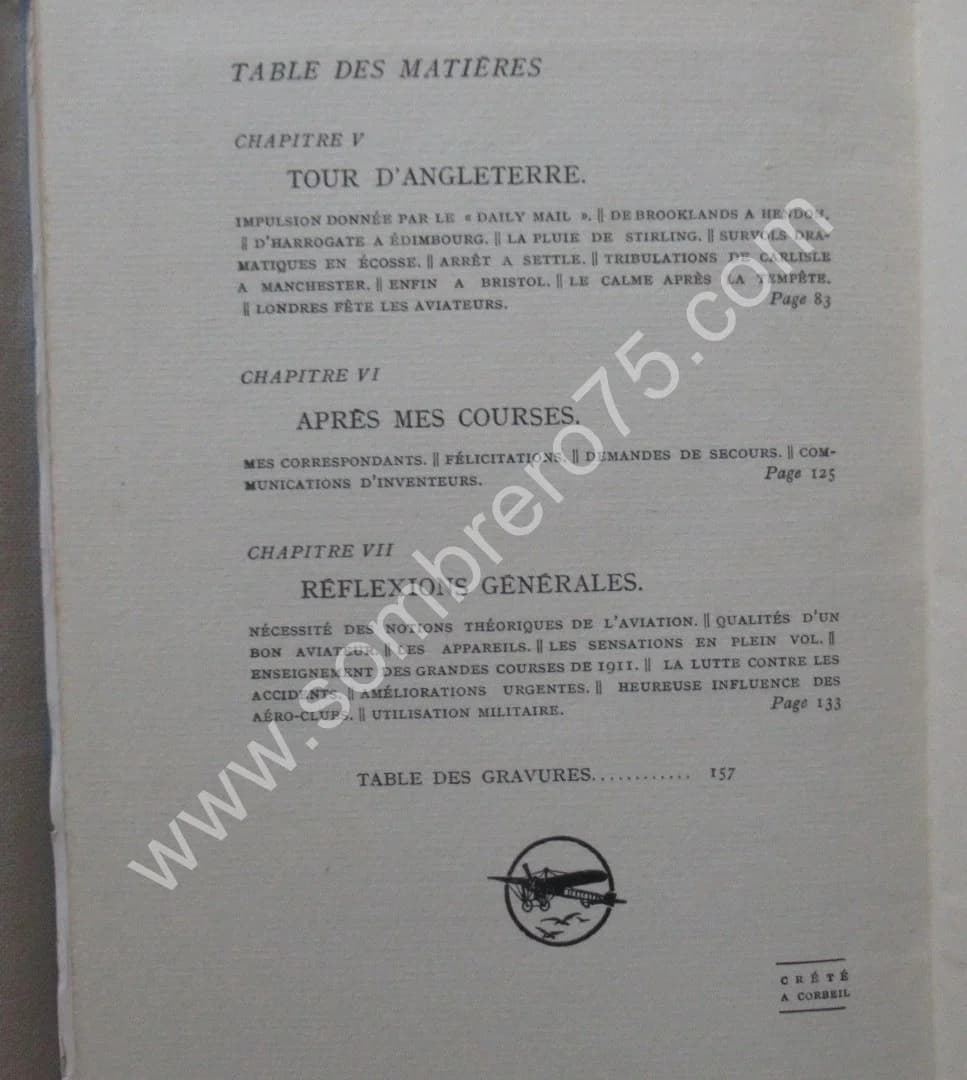 TABLE DES MATIÈRES
CHAPITRE V
TOUR D'ANGLETERRE.
IMPULSION DONNÉE PAR LE « DAILY MAIL ». || DE BROOKLANDS A HENDON.
|| D'HARROGATE A ÉDIMBOURG. || LA PLUIE DE STIRLING. || SURVOLS DRA-
MATIQUES EN ÉCOSSE. || ARRÊT A SETTLE. || TRIBULATIONS DE CARLISLE
A MANCHESTER. || ENFIN A BRISTOL. || LE CALME APRÈS LA TEMPÊTE.
|| LONDRES FÊTE LES AVIATEURS. Page 83
CHAPITRE VI
APRÈS MES COURSES.
MES CORRESPONDANTS. || FÉLICITATIONS. || DEMANDES DE SECOURS. || COM-
MUNICATIONS D'INVENTEURS. Page 125
CHAPITRE VII
RÉFLEXIONS GÉNÉRALES.
NÉCESSITÉ DES NOTIONS THÉORIQUES DE L'AVIATION. || QUALITÉS D'UN
BON AVIATEUR. || LES APPAREILS. || LES SENSATIONS EN PLEIN VOL. ||
ENSEIGNEMENT DES GRANDES COURSES DE 1911. || LA LUTTE CONTRE LES
ACCIDENTS. || AMÉLIORATIONS URGENTES. || HEUREUSE INFLUENCE DES
AÉRO-CLUBS. || UTILISATION MILITAIRE. Page 133
TABLE DES GRAVURES............ 157
CRÉTÉ
A CORBEIL
www.sombrero75.com